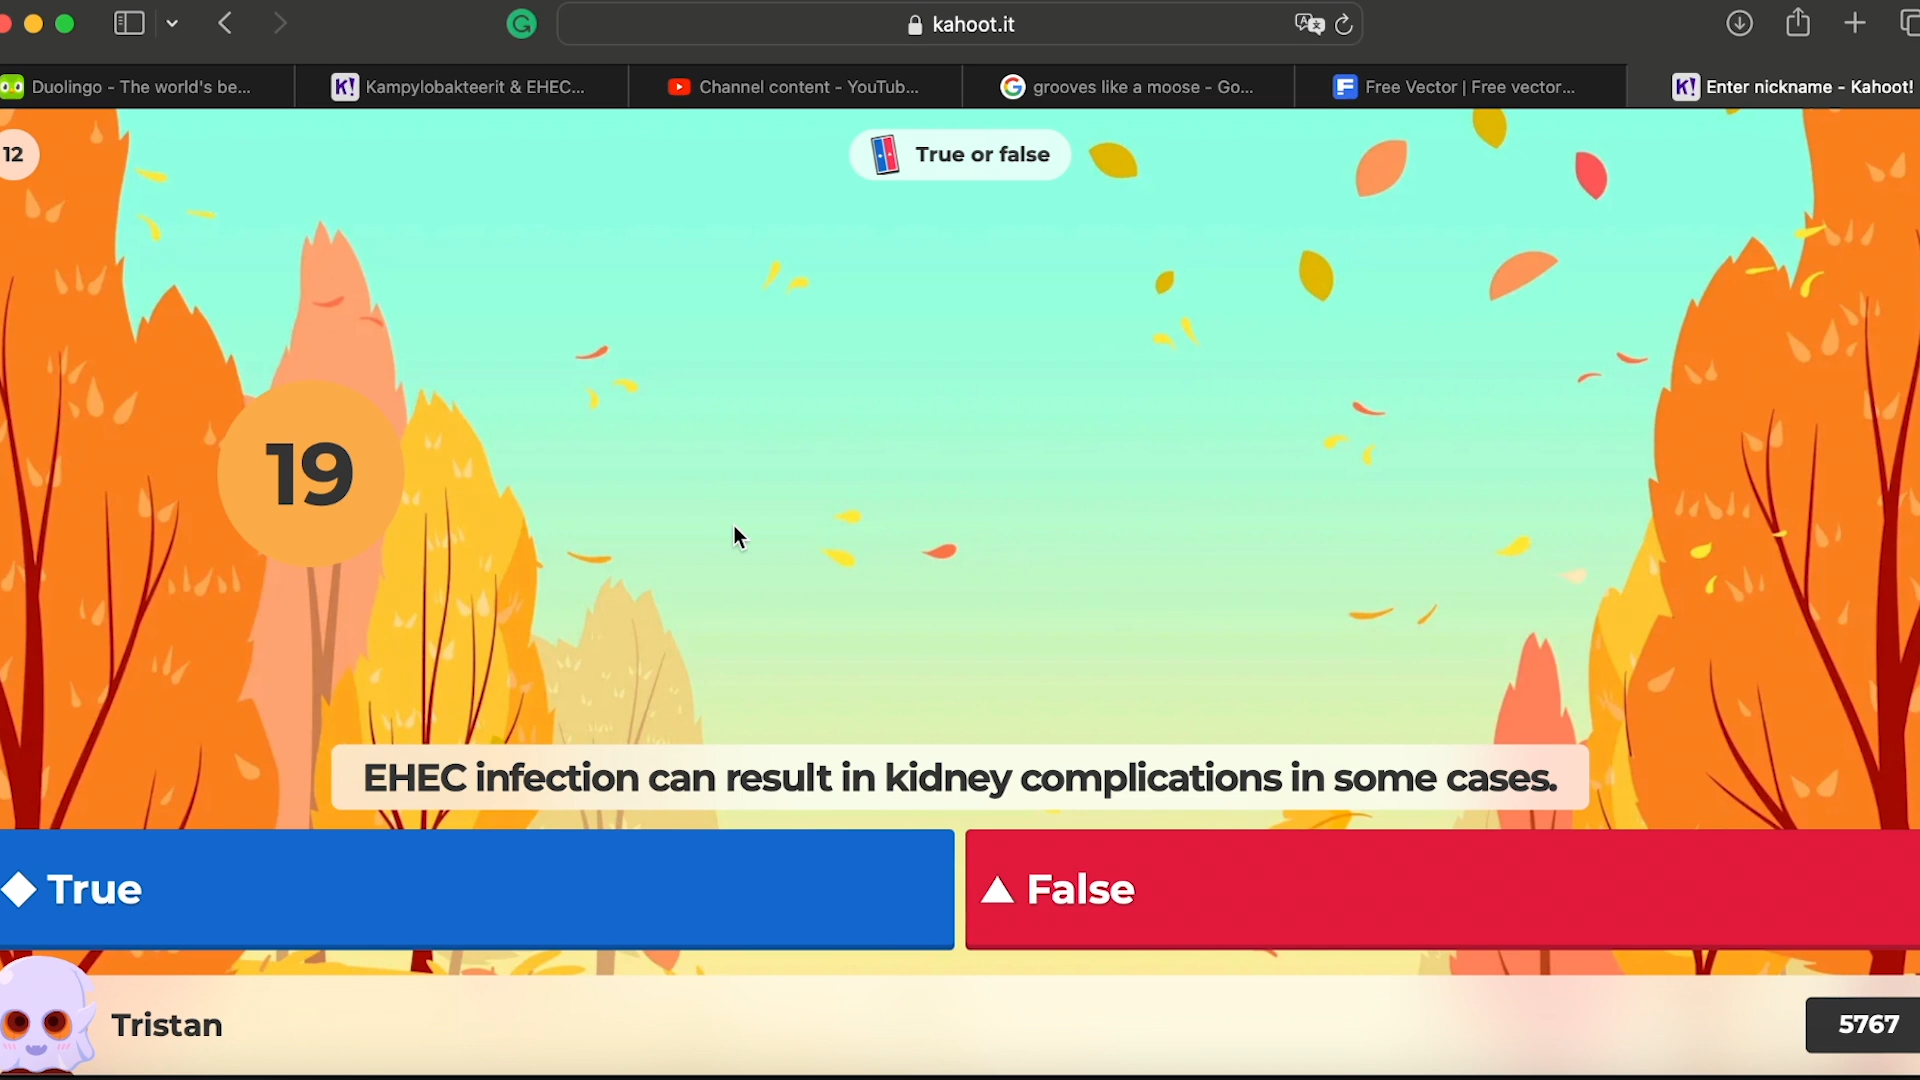 kahoot.it
Duolingo - The world's be...
K! Kampylobakteerit & EHEC...
Channel content - YouTub...
G grooves like a moose - Go...
F Free Vector | Free vector...
K! Enter nickname - Kahoot!
12
True or false
19
EHEC infection can result in kidney complications in some cases.
True
False
Tristan
5767